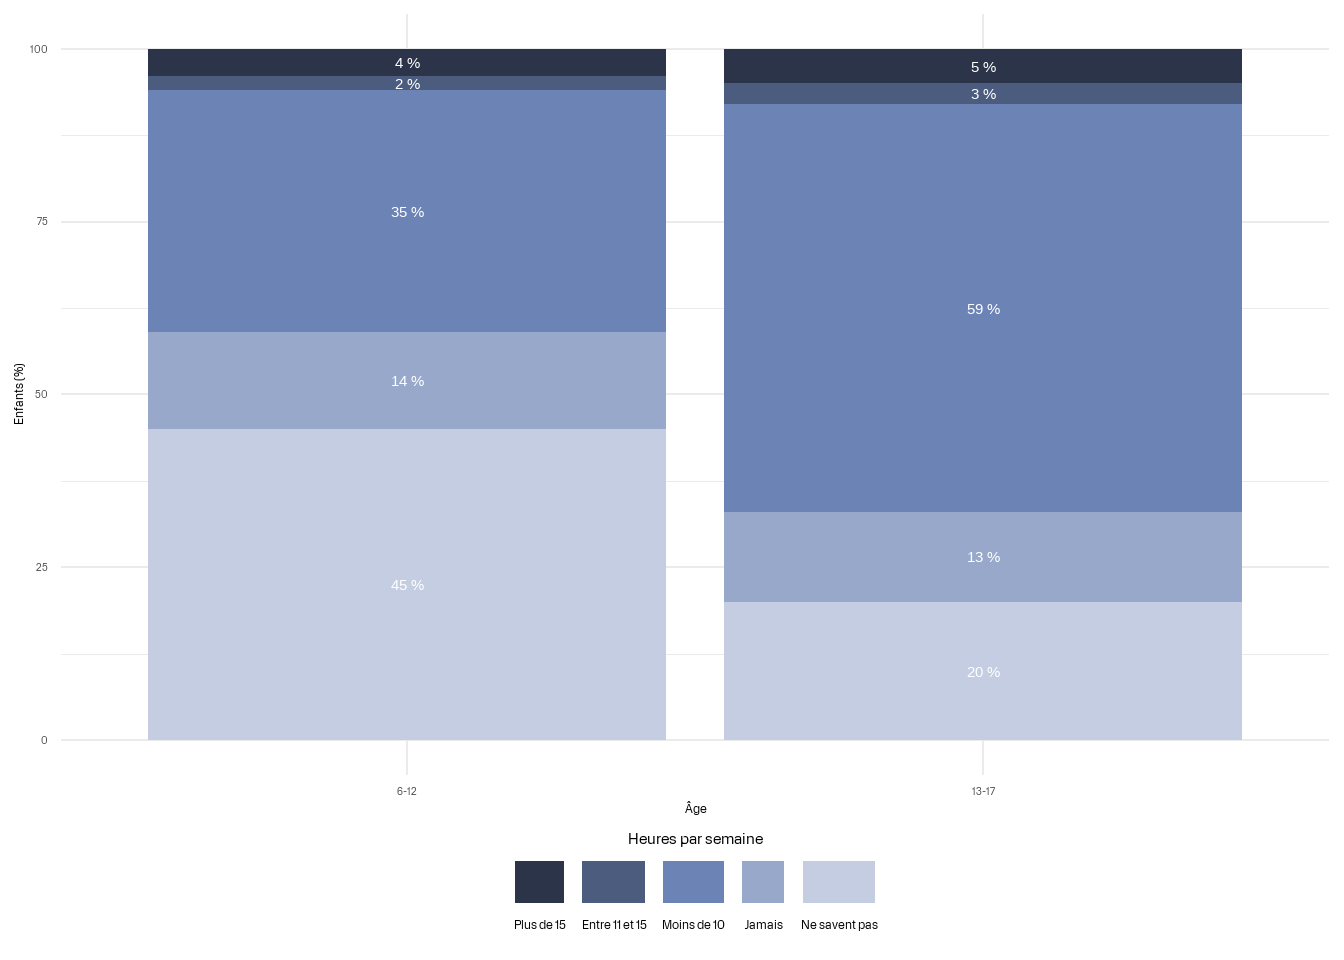 100
75
50
25
0
Enfants (%)
4 %
2 %
35 %
14 %
45 %
5 %
3 %
59 %
13 %
20 %
6-12
13-17
Âge
Heures par semaine
Plus de 15
Entre 11 et 15
Moins de 10
Jamais
Ne savent pas